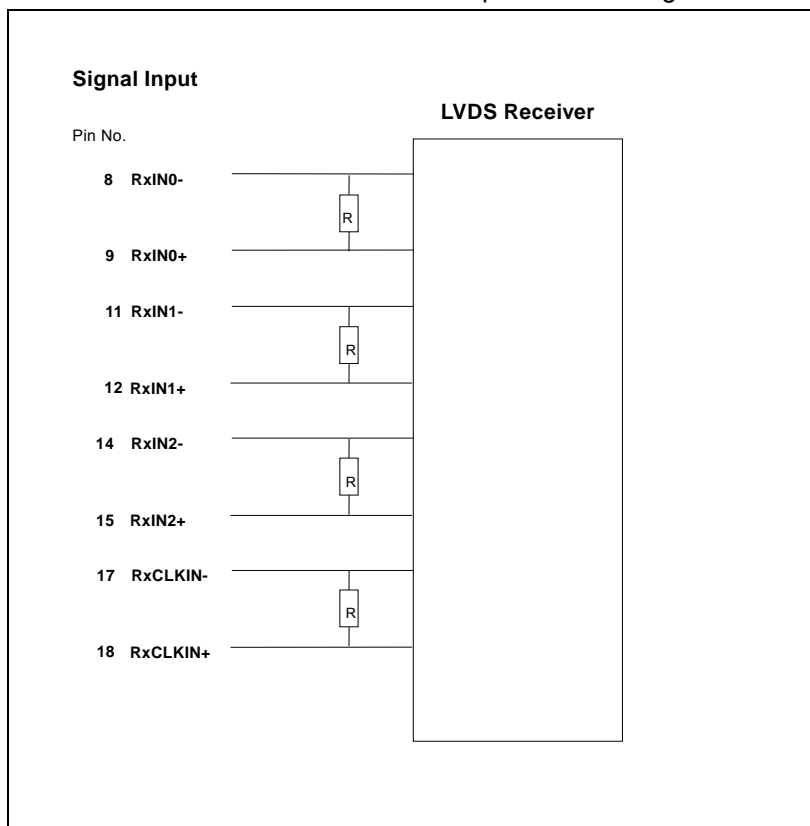 Signal Input
LVDS Receiver
Pin No.
8 RxIN0-
R
9 RxIN0+
11 RxIN1-
R
12 RxIN1+
14 RxIN2-
R
15 RxIN2+
17 RxCLKIN-
R
18 RxCLKIN+